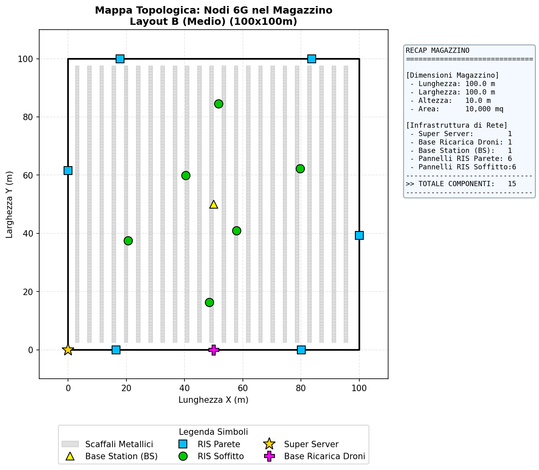 Mappa Topologica: Nodi 6G nel Magazzino
Layout B (Medio) (100x100m)
RECAP MAGAZZINO
==============================
[Dimensioni Magazzino]
- Lunghezza: 100.0 m
- Larghezza: 100.0 m
- Altezza: 10.0 m
- Area: 10,000 mq
[Infrastruttura di Rete]
- Super Server: 1
- Base Ricarica Droni: 1
- Base Station (BS): 1
- Pannelli RIS Parete: 6
- Pannelli RIS Soffitto:6
------------------------------
>> TOTALE COMPONENTI: 15
------------------------------
Larghezza Y (m)
100
80
60
40
20
0
0 20 40 60 80 100
Lunghezza X (m)
Legenda Simboli
Scaffali Metallici RIS Parete Super Server
Base Station (BS) RIS Soffitto Base Ricarica Droni